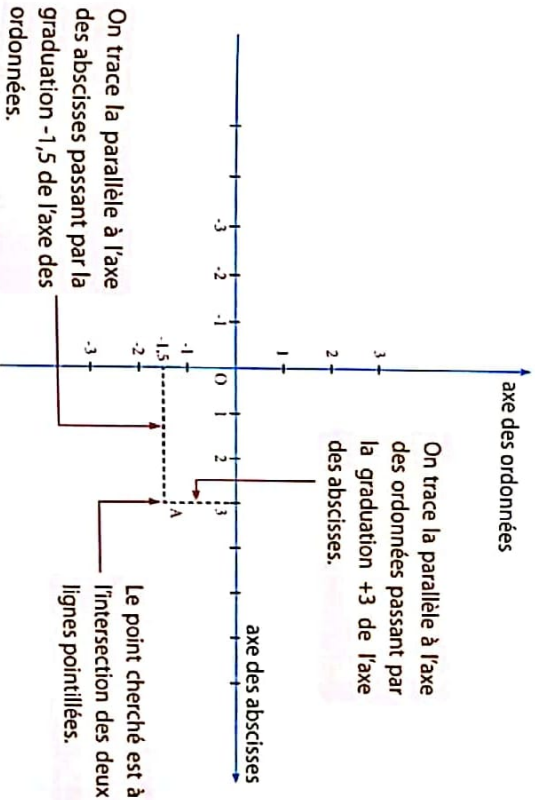 axe des ordonnées
On trace la parallèle à l'axe
des ordonnées passant par
la graduation +3 de l'axe
des abscisses.
3
2
1
-3 -2 -1 O 1 2 3
axe des abscisses
-1
-1,5
-2
-3
A
On trace la parallèle à l'axe
des abscisses passant par la
graduation -1,5 de l'axe des
ordonnées.
Le point cherché est à
l'intersection des deux
lignes pointillées.